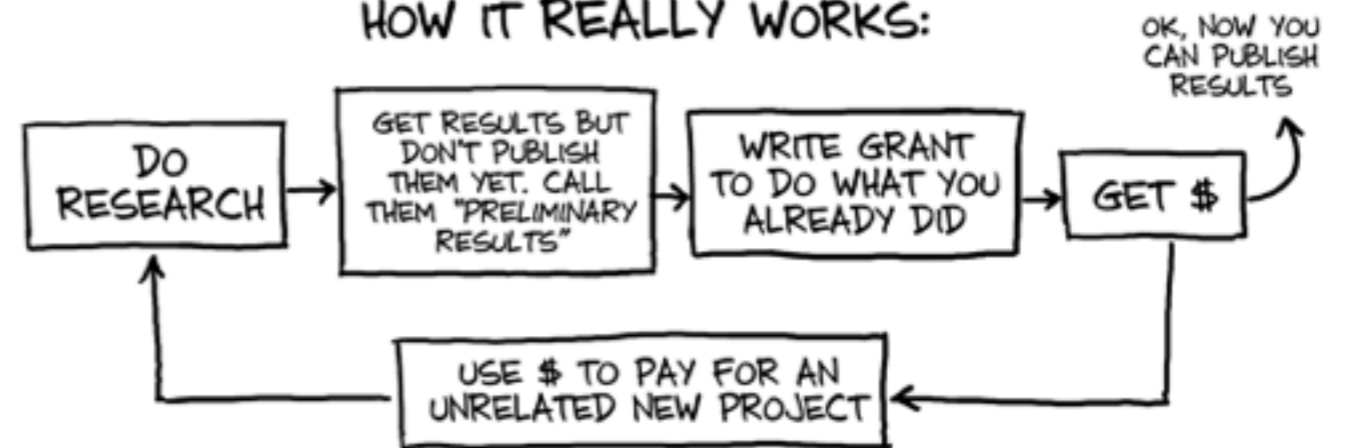 HOW IT REALLY WORKS:
OK, NOW YOU
CAN PUBLISH
RESULTS
DO
RESEARCH
GET RESULTS BUT
DON'T PUBLISH
THEM YET. CALL
THEM "PRELIMINARY
RESULTS"
WRITE GRANT
TO DO WHAT YOU
ALREADY DID
GET $
USE $ TO PAY FOR AN
UNRELATED NEW PROJECT